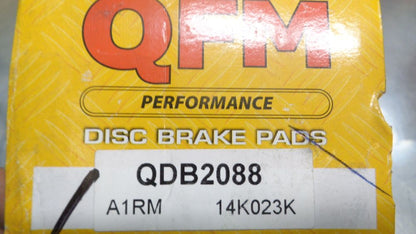 QFM
PERFORMANCE
DISC BRAKE PADS
QDB2088
A1RM 14K023K